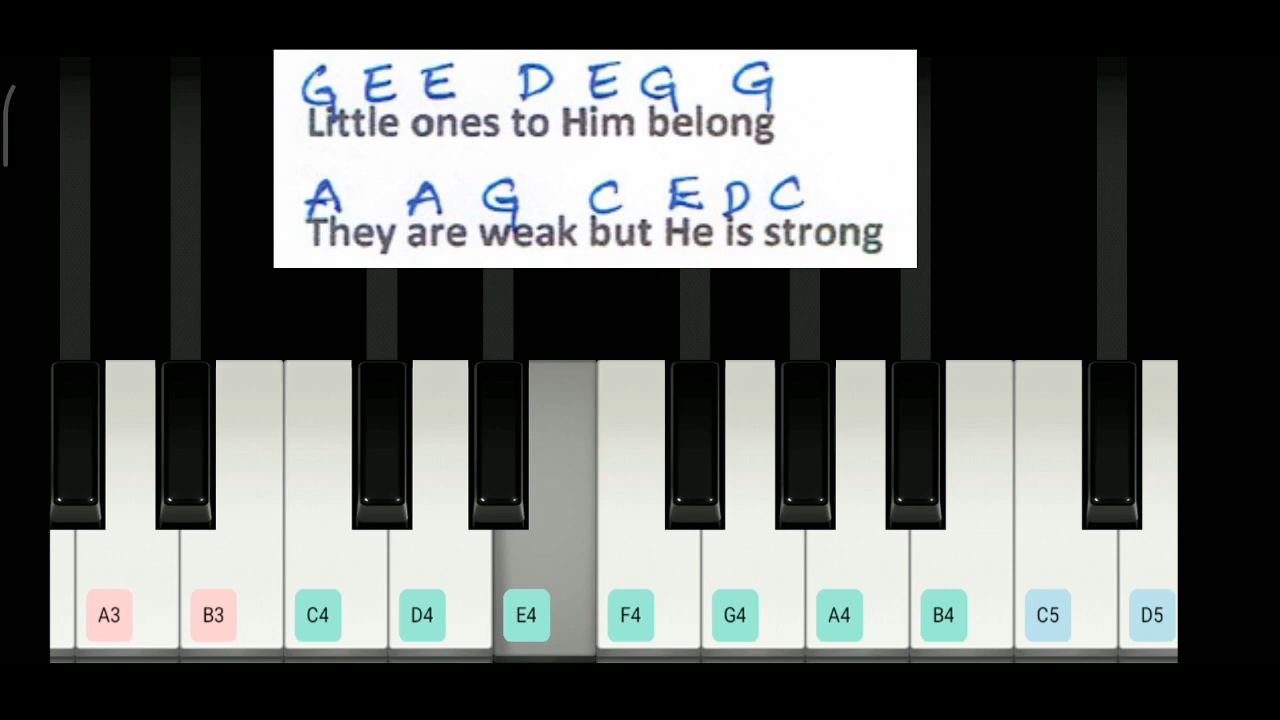 G E E D E G G
Little ones to Him belong
A A G C E D C
They are weak but He is strong
A3 B3 C4 D4 E4 F4 G4 A4 B4 C5 D5